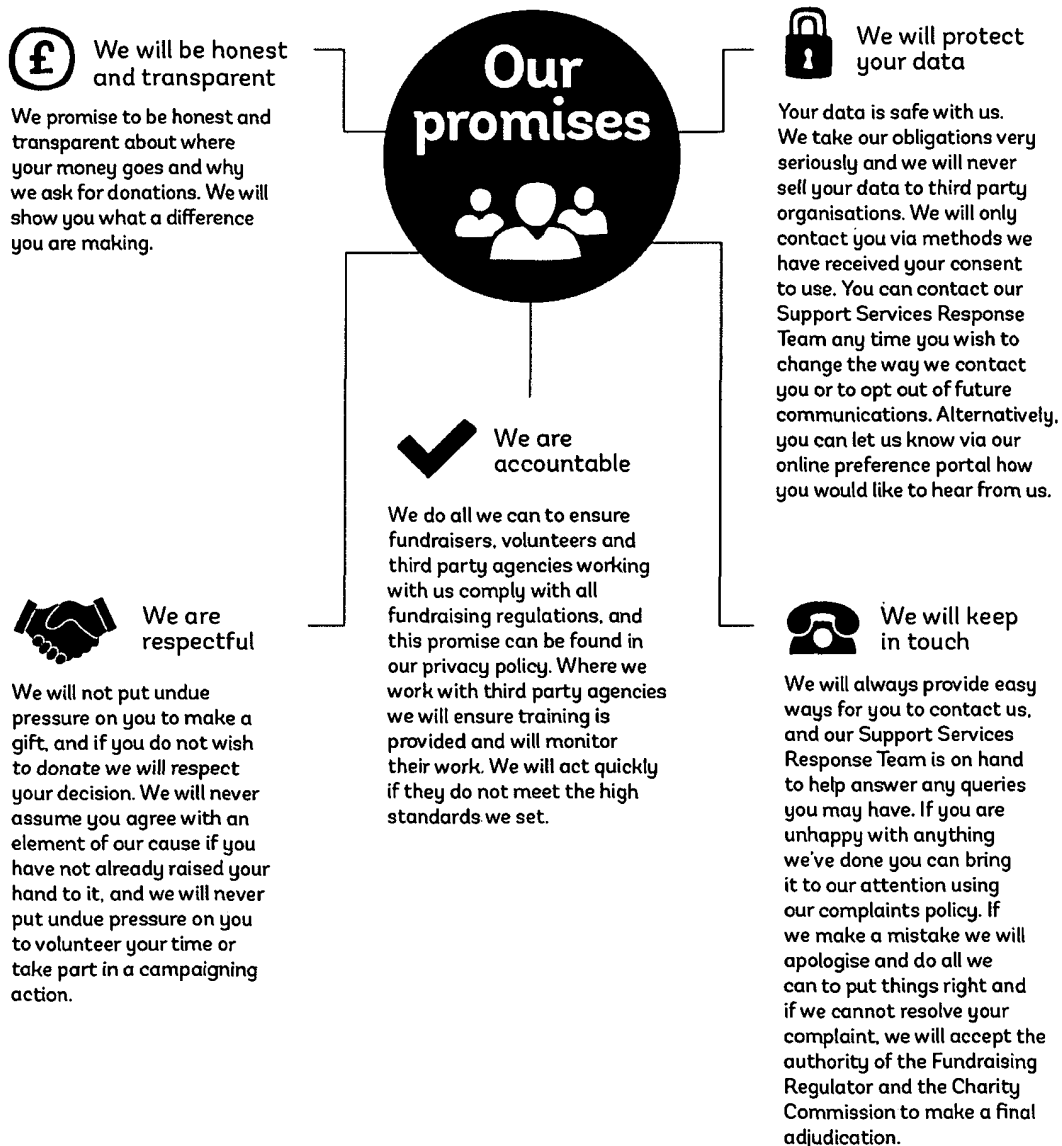 Our
promises
£
We will be honest
and transparent
We promise to be honest and
transparent about where
your money goes and why
we ask for donations. We will
show you what a difference
you are making.
We will protect
your data
Your data is safe with us.
We take our obligations very
seriously and we will never
sell your data to third party
organisations. We will only
contact you via methods we
have received your consent
to use. You can contact our
Support Services Response
Team any time you wish to
change the way we contact
you or to opt out of future
communications. Alternatively,
you can let us know via our
online preference portal how
you would like to hear from us.
We are
accountable
We do all we can to ensure
fundraisers, volunteers and
third party agencies working
with us comply with all
fundraising regulations, and
this promise can be found in
our privacy policy. Where we
work with third party agencies
we will ensure training is
provided and will monitor
their work. We will act quickly
if they do not meet the high
standards we set.
We are
respectful
We will not put undue
pressure on you to make a
gift, and if you do not wish
to donate we will respect
your decision. We will never
assume you agree with an
element of our cause if you
have not already raised your
hand to it, and we will never
put undue pressure on you
to volunteer your time or
take part in a campaigning
action.
We will keep
in touch
We will always provide easy
ways for you to contact us,
and our Support Services
Response Team is on hand
to help answer any queries
you may have. If you are
unhappy with anything
we've done you can bring
it to our attention using
our complaints policy. If
we make a mistake we will
apologise and do all we
can to put things right and
if we cannot resolve your
complaint, we will accept the
authority of the Fundraising
Regulator and the Charity
Commission to make a final
adjudication.